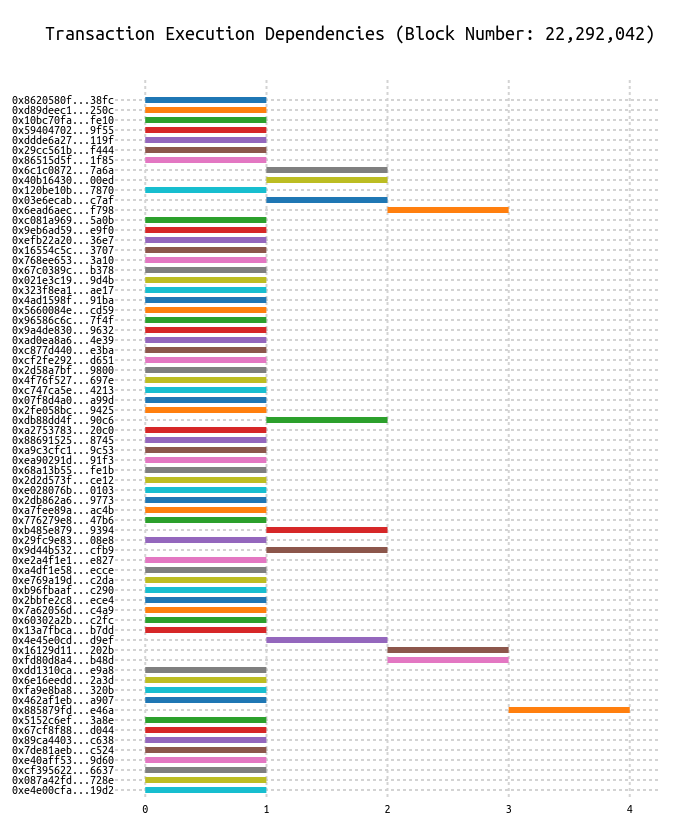 Transaction Execution Dependencies (Block Number: 22,292,042)
0x8620580f...38fc
0xd89deec1...250c
0x10bc70fa...fe10
0x59404702...9f55
0xddde6a27...119f
0x29cc561b...f444
0x86515d5f...1f85
0x6c1c0872...7a6a
0x40b16430...00ed
0x120be10b...7870
0x03e6ecab...c7af
0x6ead6aec...f798
0xc081a969...5a0b
0x9eb6ad59...e9f0
0xefb22a20...36e7
0x16554c5c...3707
0x768ee653...3a10
0x67c0389c...b378
0x021e3c19...9d4b
0x323f8ea1...ae17
0x4ad1598f...91ba
0x5660084e...cd59
0x96586c6c...7f4f
0x9a4de830...9632
0xad0ea8a6...4e39
0xc877d440...e3ba
0xcf2fe292...d651
0x2d58a7bf...9800
0x4f76f527...697e
0xc747ca5e...4213
0x07f8d4a0...a99d
0x2fe058bc...9425
0xdb88dd4f...90c6
0xa2753783...20c0
0x88691525...8745
0xa9c3cfc1...9c53
0xea90291d...91f3
0x68a13b55...fe1b
0x2d2d573f...ce12
0xe028076b...0103
0x2db862a6...9773
0xa7fee89a...ac4b
0x776279e8...47b6
0xb485e879...9394
0x29fc9e83...08e8
0x9d44b532...cfb9
0xe2a4f1e1...e827
0xa4df1e58...ecce
0xe769a19d...c2da
0xb96fbaaf...c290
0x2bbfe2c8...ece4
0x7a62056d...c4a9
0x60302a2b...c2fc
0x13a7fbca...b7dd
0x4e45e0cd...d9ef
0x16129d11...202b
0xfd80d8a4...b48d
0xdd1310ca...e9a8
0x6e16eedd...2a3d
0xfa9e8ba8...320b
0x462af1eb...a907
0x885879fd...e46a
0x5152c6ef...3a8e
0x67cf8f88...d044
0x89ca4403...c638
0x7de81aeb...c524
0xe40aff53...9d60
0xcf395622...6637
0x087a42fd...728e
0xe4e00cfa...19d2
0 1 2 3 4